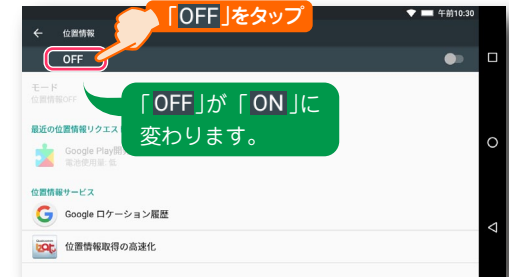 「OFF」をタップ
午前10:30
位置情報
OFF
モード
位置情報OFF
「OFF」が「ON」に
変わります。
最近の位置情報リクエス
Google Play開
電池使用量: 低
位置情報サービス
Google ロケーション履歴
位置情報取得の高速化